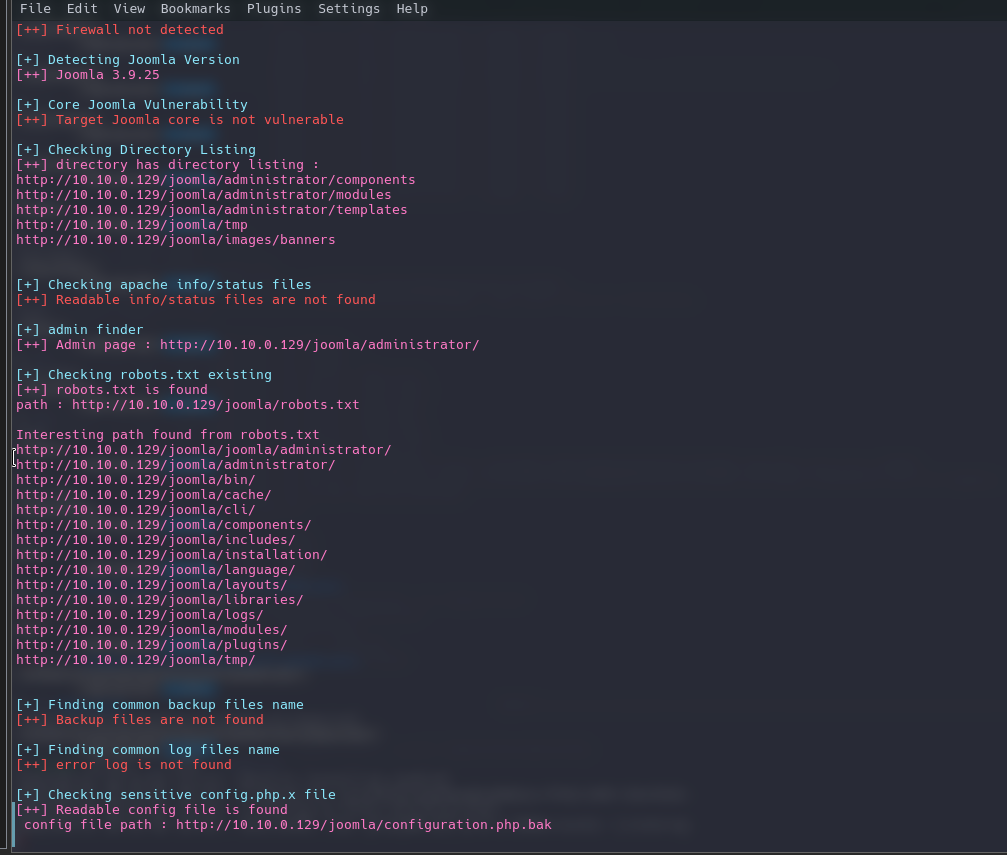 File Edit View Bookmarks Plugins Settings Help
[++] Firewall not detected
[+] Detecting Joomla Version
[++] Joomla 3.9.25
[+] Core Joomla Vulnerability
[++] Target Joomla core is not vulnerable
[+] Checking Directory Listing
[++] directory has directory listing :
http://10.10.0.129/joomla/administrator/components
http://10.10.0.129/joomla/administrator/modules
http://10.10.0.129/joomla/administrator/templates
http://10.10.0.129/joomla/tmp
http://10.10.0.129/joomla/images/banners
[+] Checking apache info/status files
[++] Readable info/status files are not found
[+] admin finder
[++] Admin page : http://10.10.0.129/joomla/administrator/
[+] Checking robots.txt existing
[++] robots.txt is found
path : http://10.10.0.129/joomla/robots.txt
Interesting path found from robots.txt
http://10.10.0.129/joomla/joomla/administrator/
http://10.10.0.129/joomla/administrator/
http://10.10.0.129/joomla/bin/
http://10.10.0.129/joomla/cache/
http://10.10.0.129/joomla/cli/
http://10.10.0.129/joomla/components/
http://10.10.0.129/joomla/includes/
http://10.10.0.129/joomla/installation/
http://10.10.0.129/joomla/language/
http://10.10.0.129/joomla/layouts/
http://10.10.0.129/joomla/libraries/
http://10.10.0.129/joomla/logs/
http://10.10.0.129/joomla/modules/
http://10.10.0.129/joomla/plugins/
http://10.10.0.129/joomla/tmp/
[+] Finding common backup files name
[++] Backup files are not found
[+] Finding common log files name
[++] error log is not found
[+] Checking sensitive config.php.x file
[++] Readable config file is found
config file path : http://10.10.0.129/joomla/configuration.php.bak